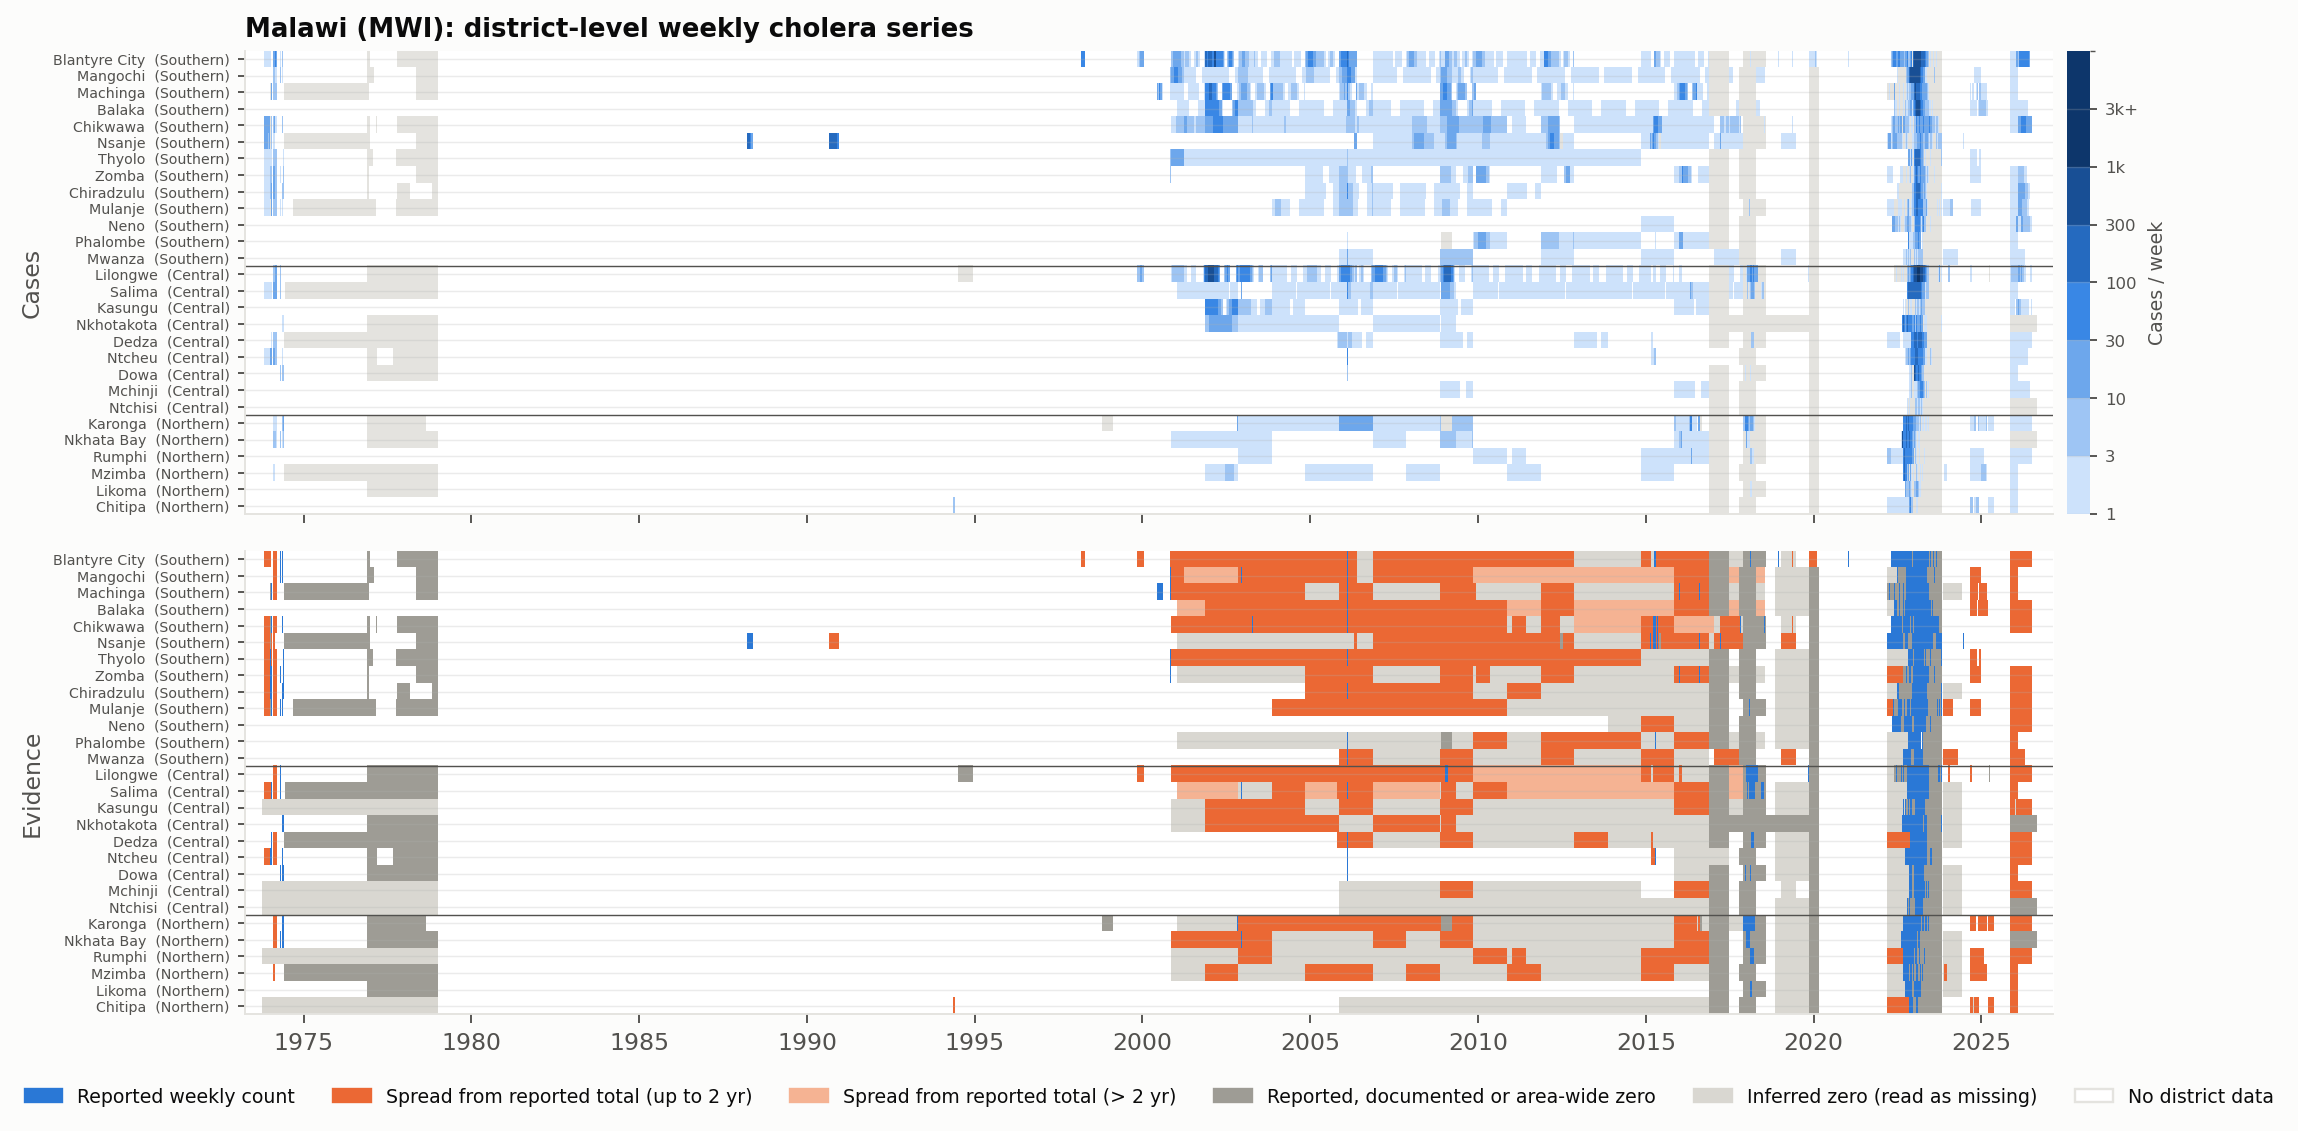 Malawi (MWI): district-level weekly cholera series
Cases
Blantyre City (Southern)
Mangochi (Southern)
Machinga (Southern)
Balaka (Southern)
Chikwawa (Southern)
Nsanje (Southern)
Thyolo (Southern)
Zomba (Southern)
Chiradzulu (Southern)
Mulanje (Southern)
Neno (Southern)
Phalombe (Southern)
Mwanza (Southern)
Lilongwe (Central)
Salima (Central)
Kasungu (Central)
Nkhotakota (Central)
Dedza (Central)
Ntcheu (Central)
Dowa (Central)
Mchinji (Central)
Ntchisi (Central)
Karonga (Northern)
Nkhata Bay (Northern)
Rumphi (Northern)
Mzimba (Northern)
Likoma (Northern)
Chitipa (Northern)
3k+
1k
300
100
30
10
3
1
Cases / week
Evidence
Blantyre City (Southern)
Mangochi (Southern)
Machinga (Southern)
Balaka (Southern)
Chikwawa (Southern)
Nsanje (Southern)
Thyolo (Southern)
Zomba (Southern)
Chiradzulu (Southern)
Mulanje (Southern)
Neno (Southern)
Phalombe (Southern)
Mwanza (Southern)
Lilongwe (Central)
Salima (Central)
Kasungu (Central)
Nkhotakota (Central)
Dedza (Central)
Ntcheu (Central)
Dowa (Central)
Mchinji (Central)
Ntchisi (Central)
Karonga (Northern)
Nkhata Bay (Northern)
Rumphi (Northern)
Mzimba (Northern)
Likoma (Northern)
Chitipa (Northern)
1975 1980 1985 1990 1995 2000 2005 2010 2015 2020 2025
Reported weekly count Spread from reported total (up to 2 yr) Spread from reported total (> 2 yr) Reported, documented or area-wide zero Inferred zero (read as missing) No district data